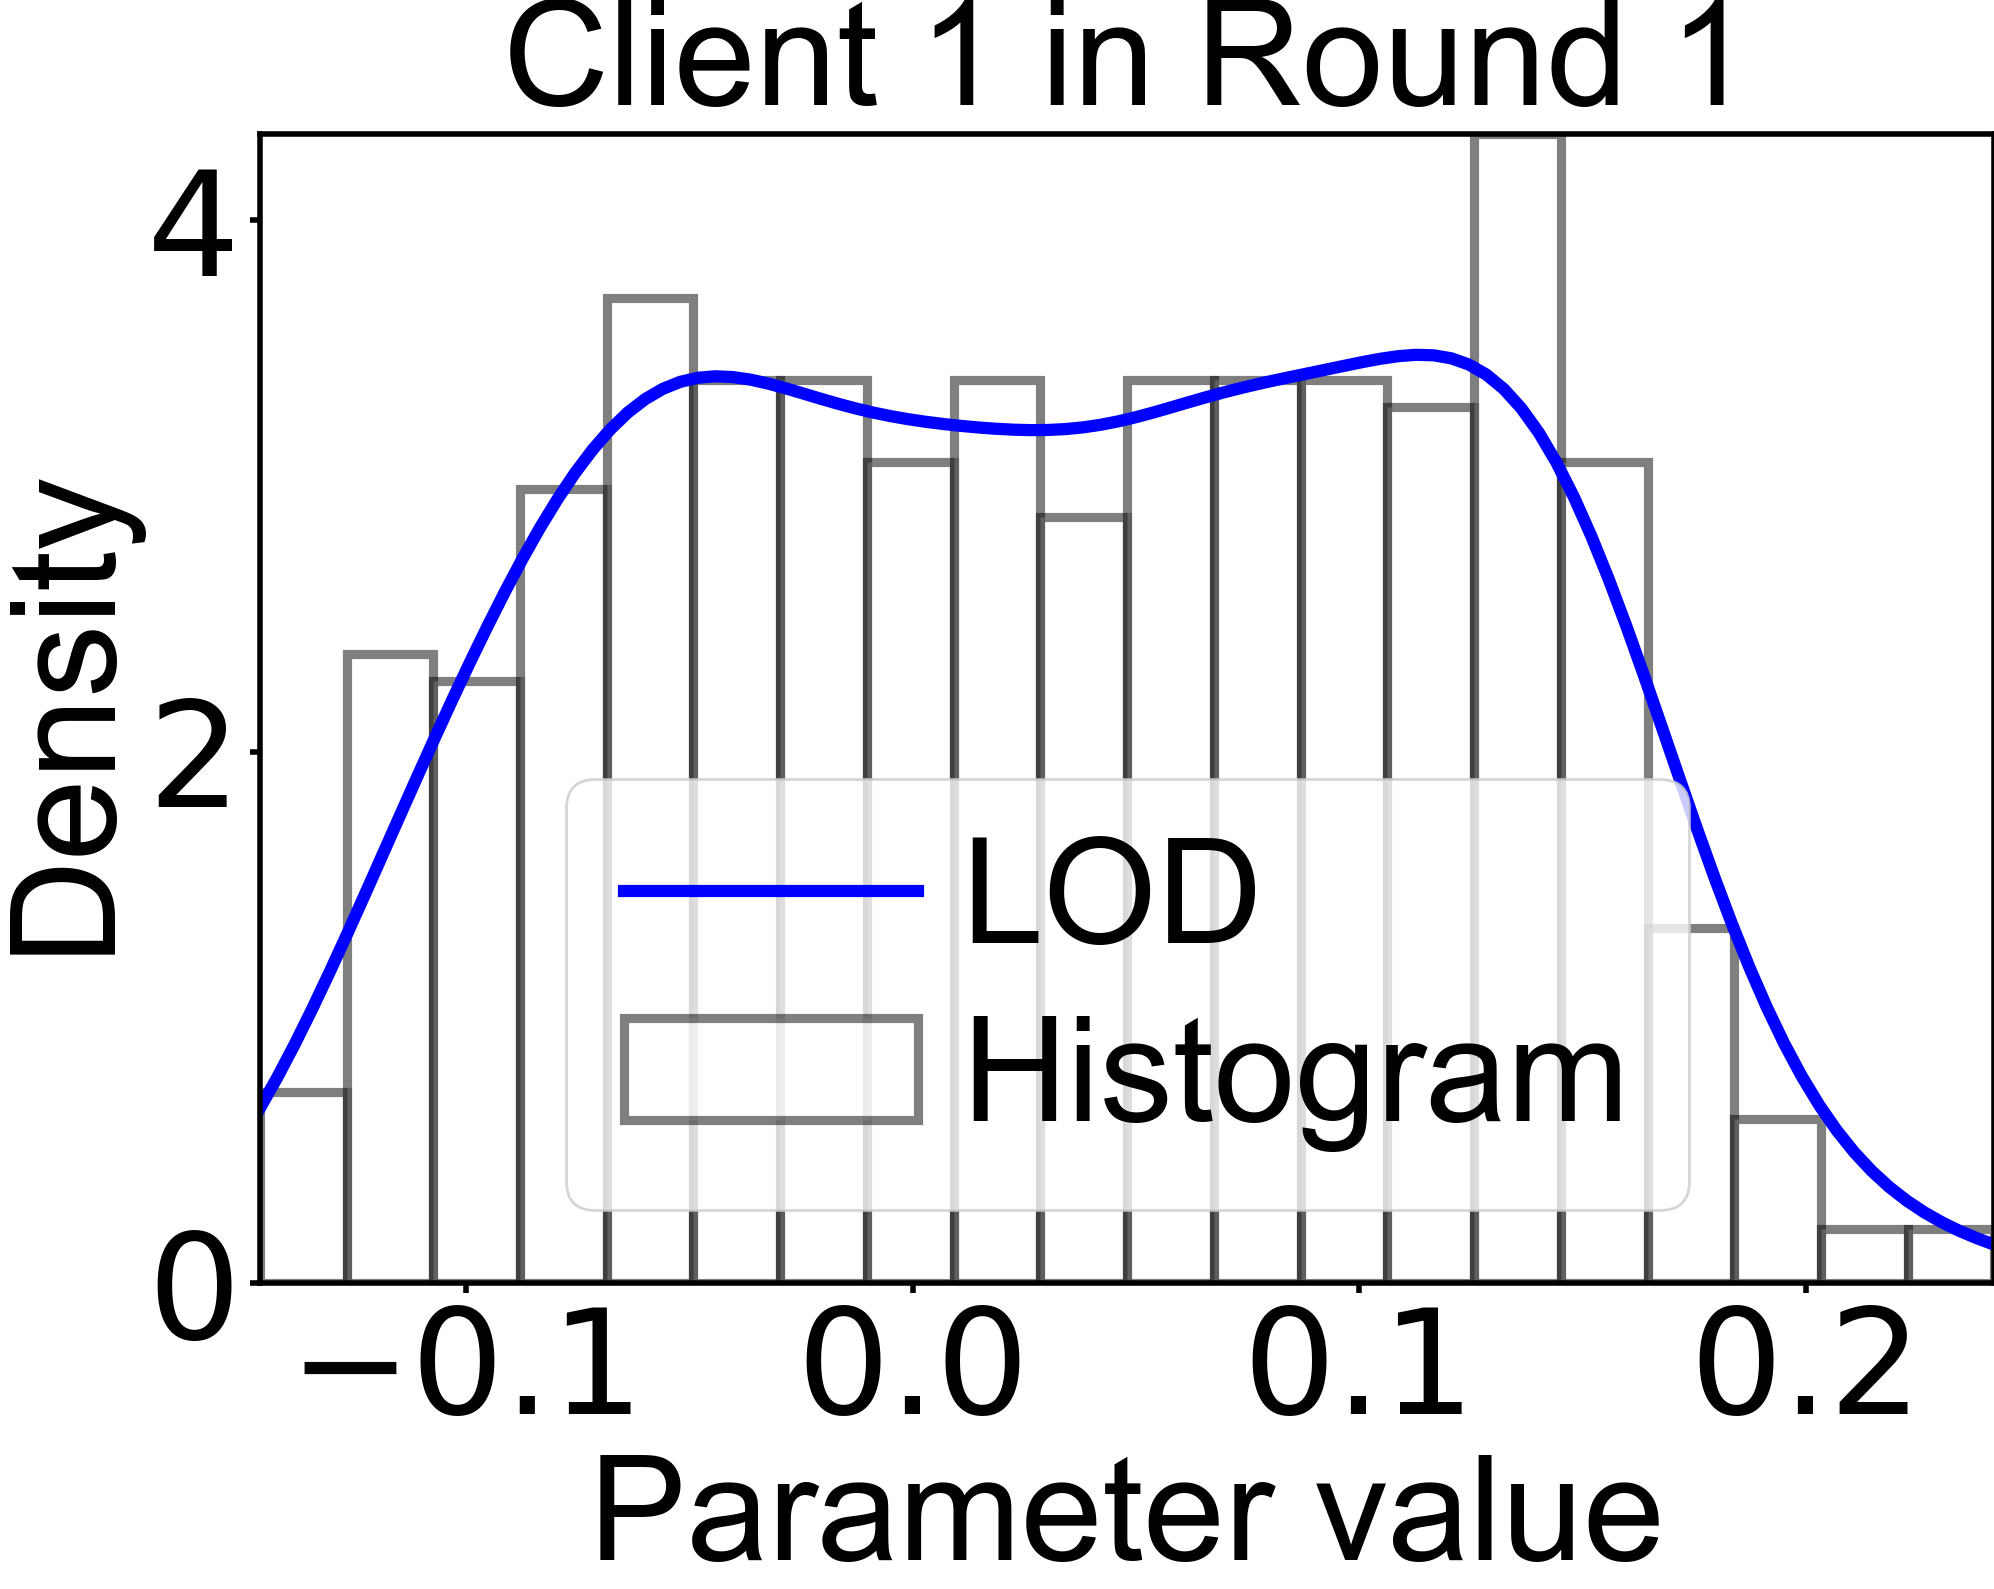 Client 1 in Round 1
Density
4
2
0
LOD
Histogram
−0.1 0.0 0.1 0.2
Parameter value